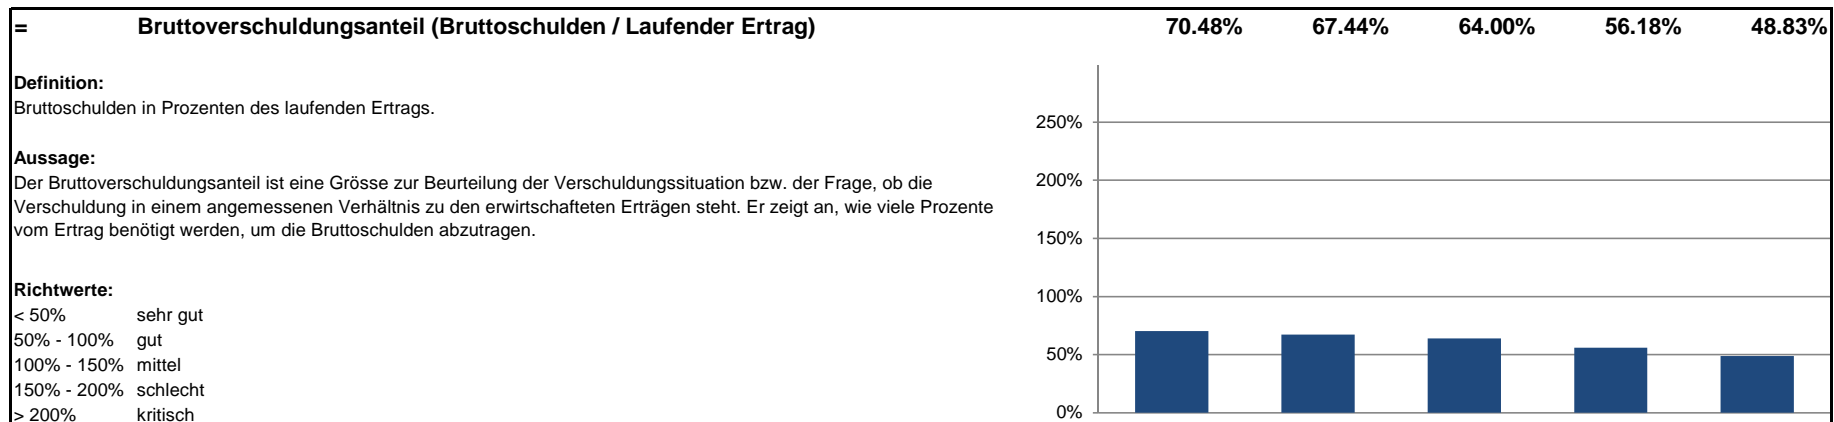 = Bruttoverschuldungsanteil (Bruttoschulden / Laufender Ertrag) 70.48% 67.44% 64.00% 56.18% 48.83%
Definition:
Bruttoschulden in Prozenten des laufenden Ertrags.
Aussage:
Der Bruttoverschuldungsanteil ist eine Grösse zur Beurteilung der Verschuldungssituation bzw. der Frage, ob die
Verschuldung in einem angemessenen Verhältnis zu den erwirtschafteten Erträgen steht. Er zeigt an, wie viele Prozente
vom Ertrag benötigt werden, um die Bruttoschulden abzutragen.
Richtwerte:
< 50% sehr gut
50% - 100% gut
100% - 150% mittel
150% - 200% schlecht
> 200% kritisch
250%
200%
150%
100%
50%
0%